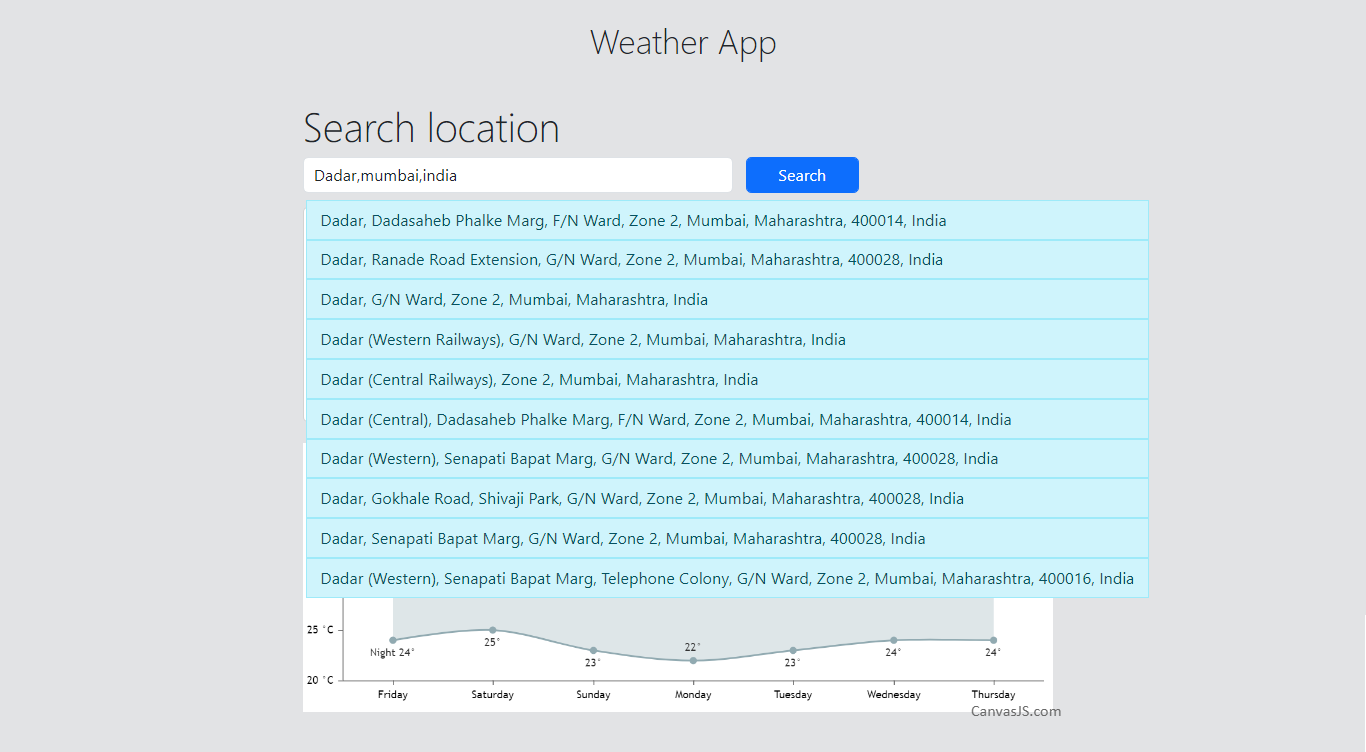 Weather App
Search location
Dadar,mumbai,india
Search
Dadar, Dadasaheb Phalke Marg, F/N Ward, Zone 2, Mumbai, Maharashtra, 400014, India
Dadar, Ranade Road Extension, G/N Ward, Zone 2, Mumbai, Maharashtra, 400028, India
Dadar, G/N Ward, Zone 2, Mumbai, Maharashtra, India
Dadar (Western Railways), G/N Ward, Zone 2, Mumbai, Maharashtra, India
Dadar (Central Railways), Zone 2, Mumbai, Maharashtra, India
Dadar (Central), Dadasaheb Phalke Marg, F/N Ward, Zone 2, Mumbai, Maharashtra, 400014, India
Dadar (Western), Senapati Bapat Marg, G/N Ward, Zone 2, Mumbai, Maharashtra, 400028, India
Dadar, Gokhale Road, Shivaji Park, G/N Ward, Zone 2, Mumbai, Maharashtra, 400028, India
Dadar, Senapati Bapat Marg, G/N Ward, Zone 2, Mumbai, Maharashtra, 400028, India
Dadar (Western), Senapati Bapat Marg, Telephone Colony, G/N Ward, Zone 2, Mumbai, Maharashtra, 400016, India
25 °C
Night 24° 25° 23° 22° 23° 24° 24°
20 °C
Friday Saturday Sunday Monday Tuesday Wednesday Thursday
CanvasJS.com